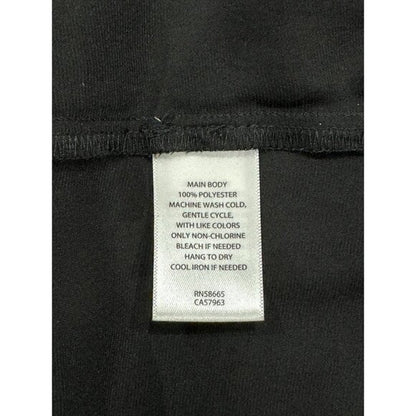 MAIN BODY
100% POLYESTER
MACHINE WASH COLD,
GENTLE CYCLE,
WITH LIKE COLORS
ONLY NON-CHLORINE
BLEACH IF NEEDED
HANG TO DRY
COOL IRON IF NEEDED
RN58665
CA57963